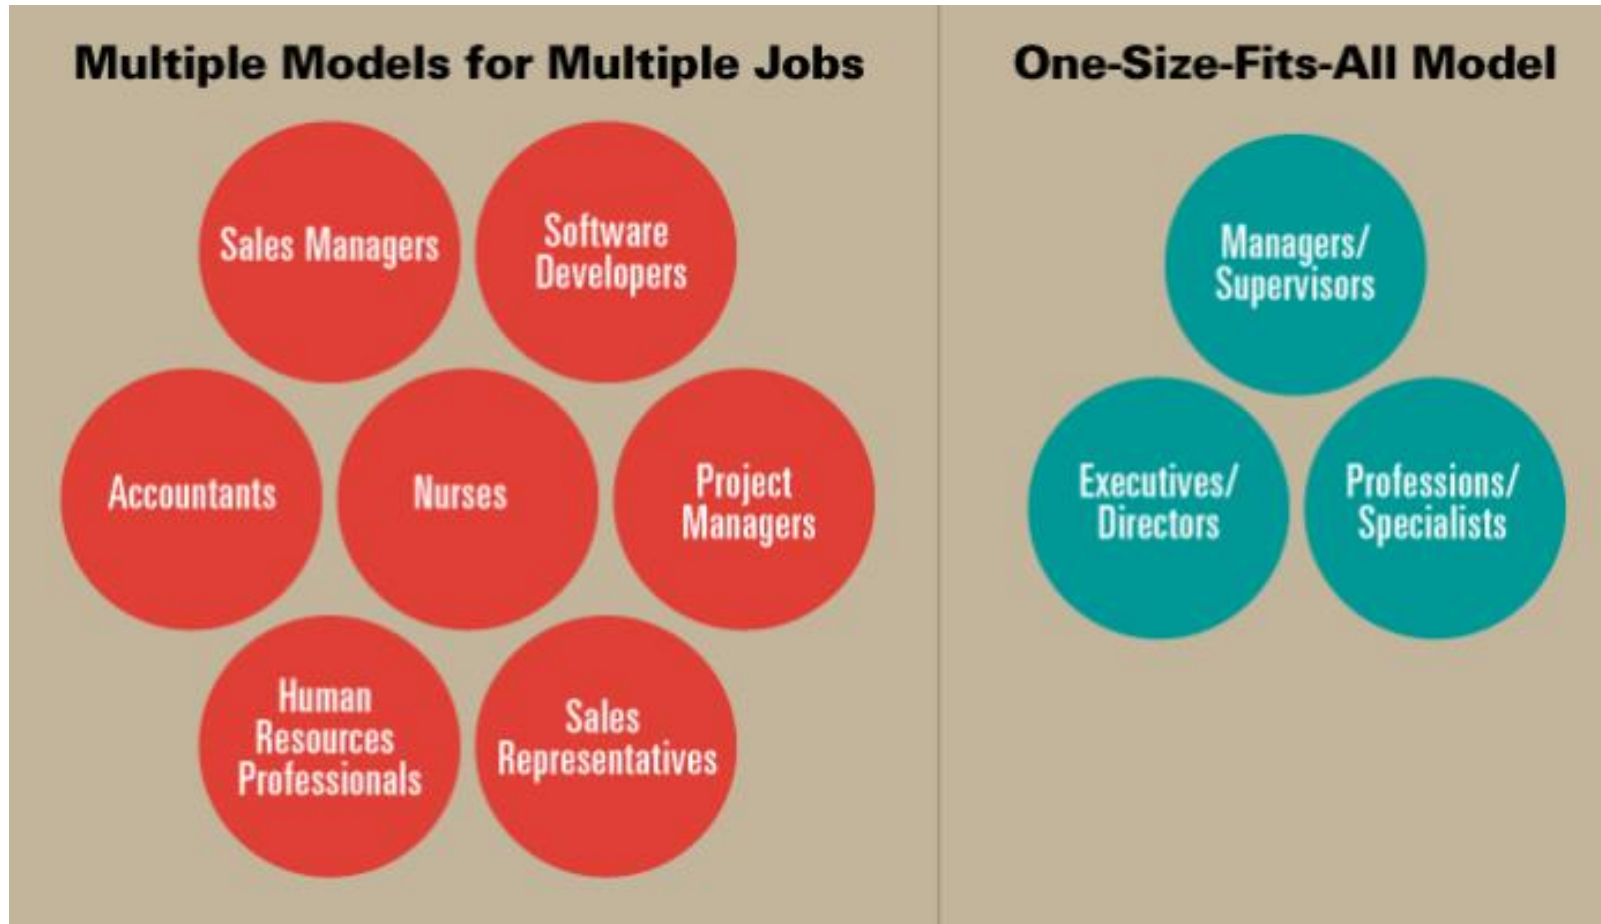 Multiple Models for Multiple Jobs
Sales Managers
Software
Developers
Accountants
Nurses
Project
Managers
Human
Resources
Professionals
Sales
Representatives
One-Size-Fits-All Model
Managers/
Supervisors
Executives/
Directors
Professions/
Specialists